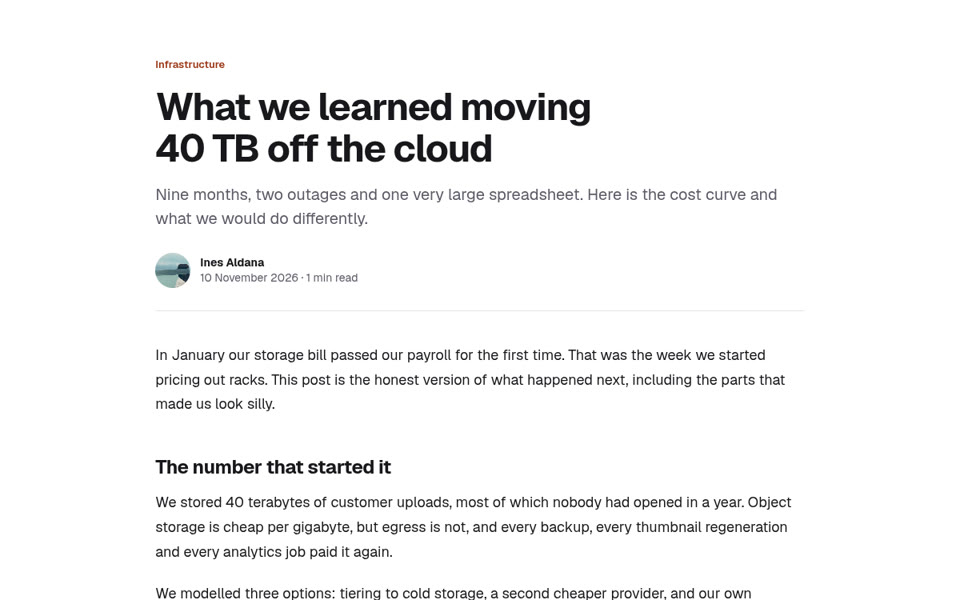 Infrastructure
What we learned moving
40 TB off the cloud
Nine months, two outages and one very large spreadsheet. Here is the cost curve and
what we would do differently.
Ines Aldana
10 November 2026 · 1 min read
In January our storage bill passed our payroll for the first time. That was the week we started
pricing out racks. This post is the honest version of what happened next, including the parts that
made us look silly.
The number that started it
We stored 40 terabytes of customer uploads, most of which nobody had opened in a year. Object
storage is cheap per gigabyte, but egress is not, and every backup, every thumbnail regeneration
and every analytics job paid it again.
We modelled three options: tiering to cold storage, a second cheaper provider, and our own